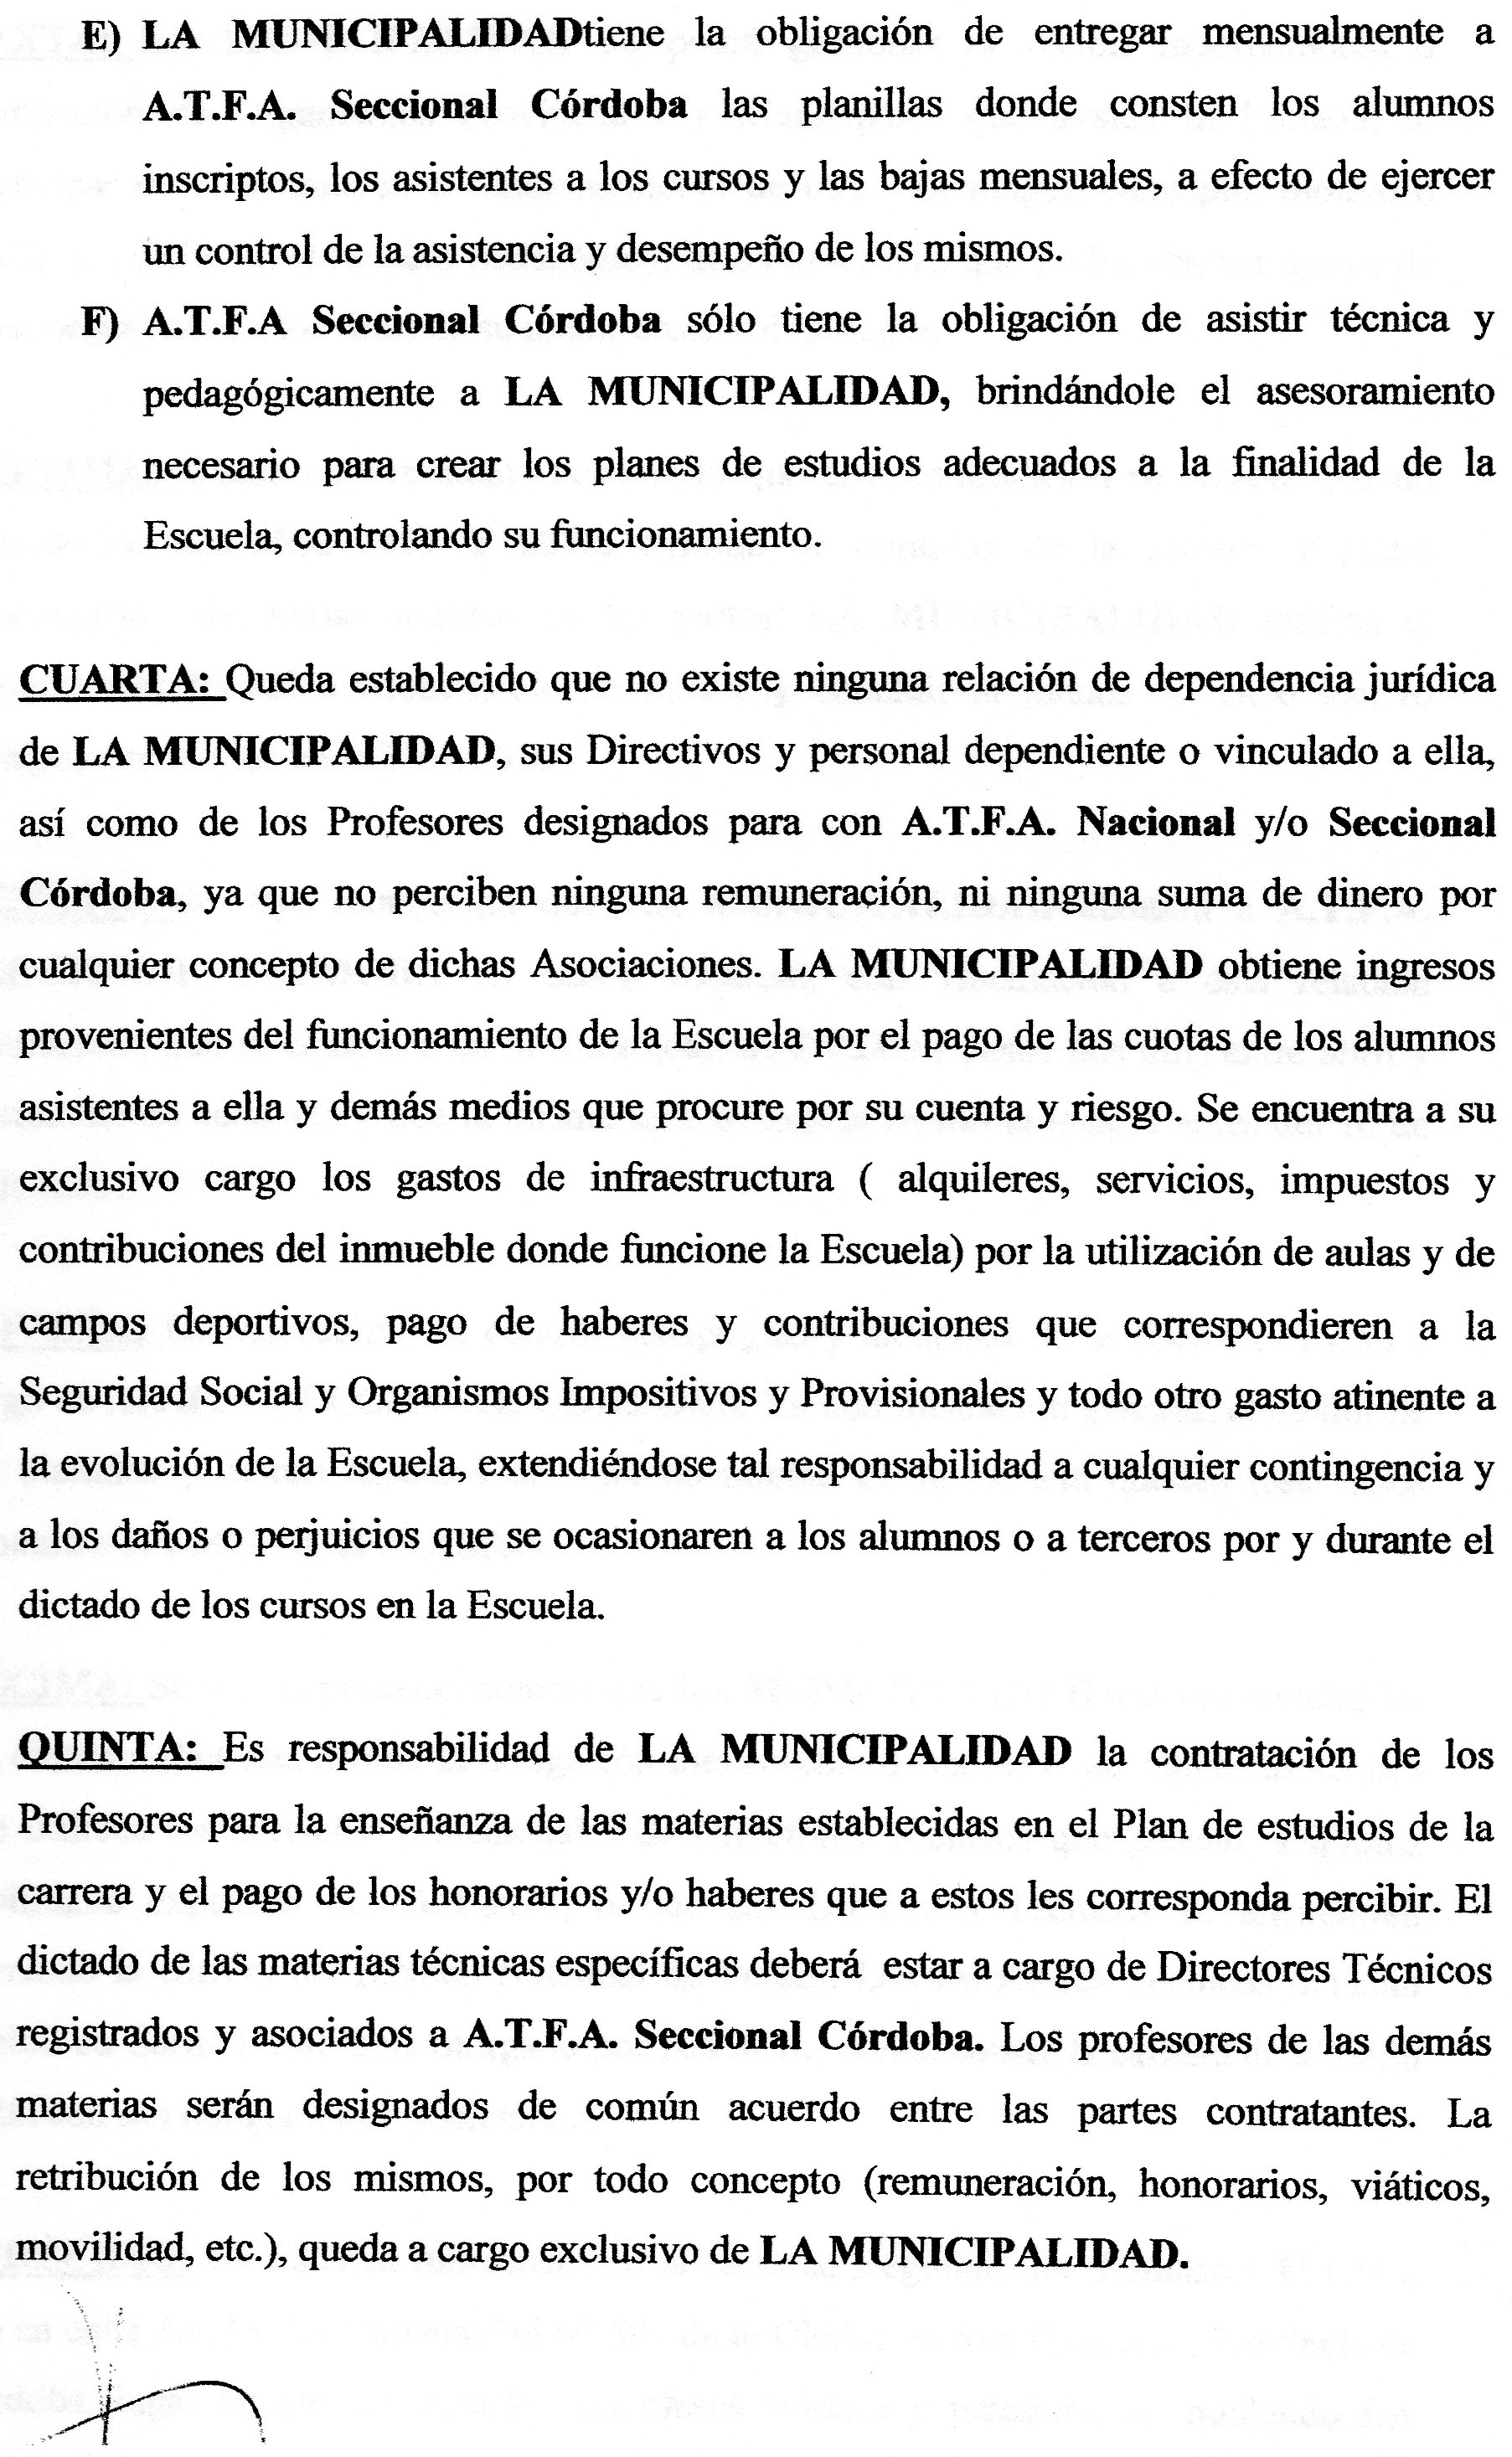 E) LA MUNICIPALIDADtiene la obligación de entregar mensualmente a
A.T.F.A. Seccional Córdoba las planillas donde consten los alumnos
inscriptos, los asistentes a los cursos y las bajas mensuales, a efecto de ejercer
un control de la asistencia y desempeño de los mismos.
F) A.T.F.A Seccional Córdoba sólo tiene la obligación de asistir técnica y
pedagógicamente a LA MUNICIPALIDAD, brindándole el asesoramiento
necesario para crear los planes de estudios adecuados a la finalidad de la
Escuela, controlando su funcionamiento.
CUARTA: Queda establecido que no existe ninguna relación de dependencia jurídica
de LA MUNICIPALIDAD, sus Directivos y personal dependiente o vinculado a ella,
así como de los Profesores designados para con A.T.F.A. Nacional y/o Seccional
Córdoba, ya que no perciben ninguna remuneración, ni ninguna suma de dinero por
cualquier concepto de dichas Asociaciones. LA MUNICIPALIDAD obtiene ingresos
provenientes del funcionamiento de la Escuela por el pago de las cuotas de los alumnos
asistentes a ella y demás medios que procure por su cuenta y riesgo. Se encuentra a su
exclusivo cargo los gastos de infraestructura ( alquileres, servicios, impuestos y
contribuciones del inmueble donde funcione la Escuela) por la utilización de aulas y de
campos deportivos, pago de haberes y contribuciones que correspondieren a la
Seguridad Social y Organismos Impositivos y Provisionales y todo otro gasto atinente a
la evolución de la Escuela, extendiéndose tal responsabilidad a cualquier contingencia y
a los daños o perjuicios que se ocasionaren a los alumnos o a terceros por y durante el
dictado de los cursos en la Escuela.
QUINTA: Es responsabilidad de LA MUNICIPALIDAD la contratación de los
Profesores para la enseñanza de las materias establecidas en el Plan de estudios de la
carrera y el pago de los honorarios y/o haberes que a estos les corresponda percibir. El
dictado de las materias técnicas específicas deberá estar a cargo de Directores Técnicos
registrados y asociados a A.T.F.A. Seccional Córdoba. Los profesores de las demás
materias serán designados de común acuerdo entre las partes contratantes. La
retribución de los mismos, por todo concepto (remuneración, honorarios, viáticos,
movilidad, etc.), queda a cargo exclusivo de LA MUNICIPALIDAD.